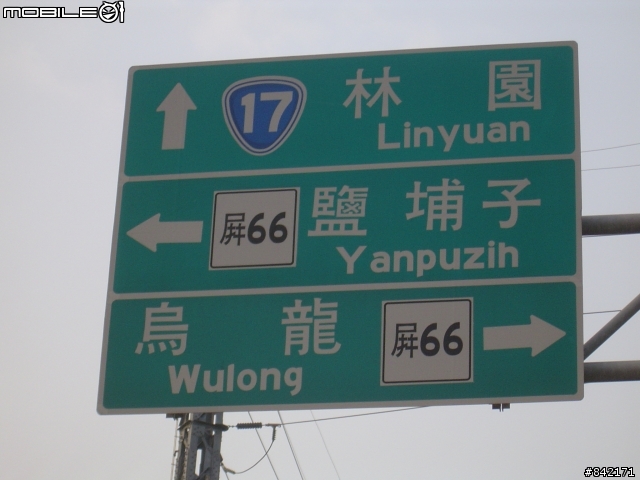 MOBILE01
17 林園
Linyuan
屏66 鹽埔子
Yanpuzih
烏龍 屏66
Wulong
#842171